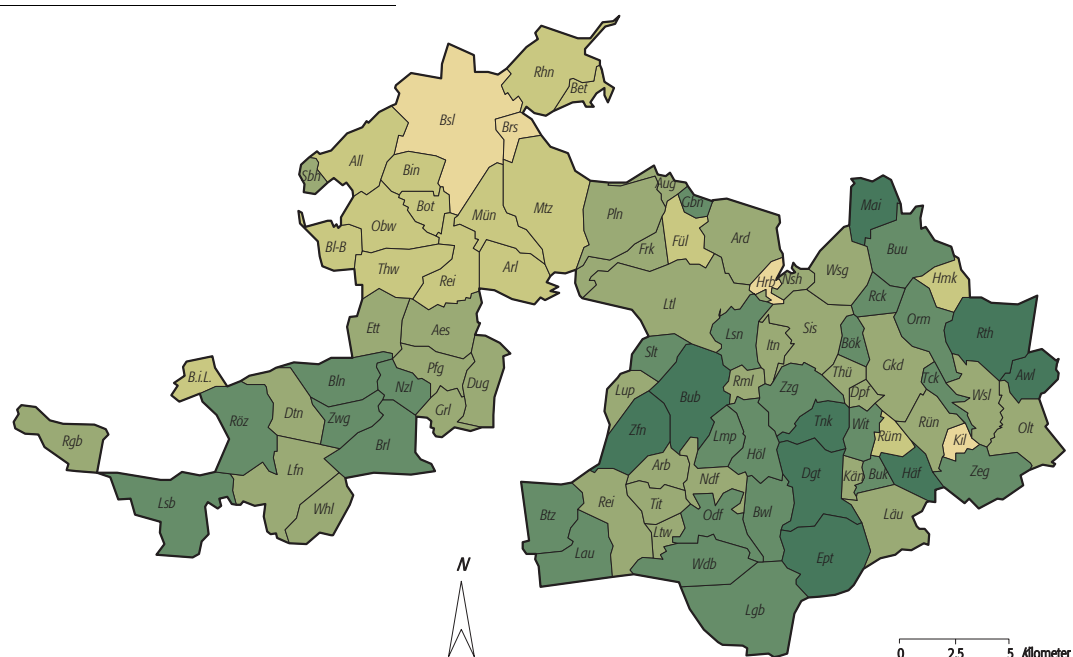 Rhn
Bet
Bsl
Brs
All
Bin
Sbh
Bot
Mün
Mtz
Obw
Bl-B
Thw
Rei
Arl
Aug
Gbn
Pln
Frk
Fül
Ard
Mai
Buu
Hrb
Nsh
Wsg
Hmk
Rck
Ltl
Orm
Ett
Aes
Lsn
Itn
Sis
Bök
Rth
Slt
Gkd
Pfg
Dug
B.i.L.
Bln
Nzl
Lup
Bub
Rml
Zzg
Thü
Dpf
Tck
Awl
Wsl
Röz
Dtn
Zwg
Grl
Rgb
Brl
Zfn
Lmp
Höl
Tnk
Wit
Rüm
Rün
Kil
Olt
Lfn
Arb
Ndf
Dgt
Kän
Buk
Häf
Zeg
Lsb
Whl
Btz
Rei
Tit
Odf
Bwl
Läu
Lau
Ltw
Wdb
Ept
Lgb
N
0 2.5 5 Kilometer